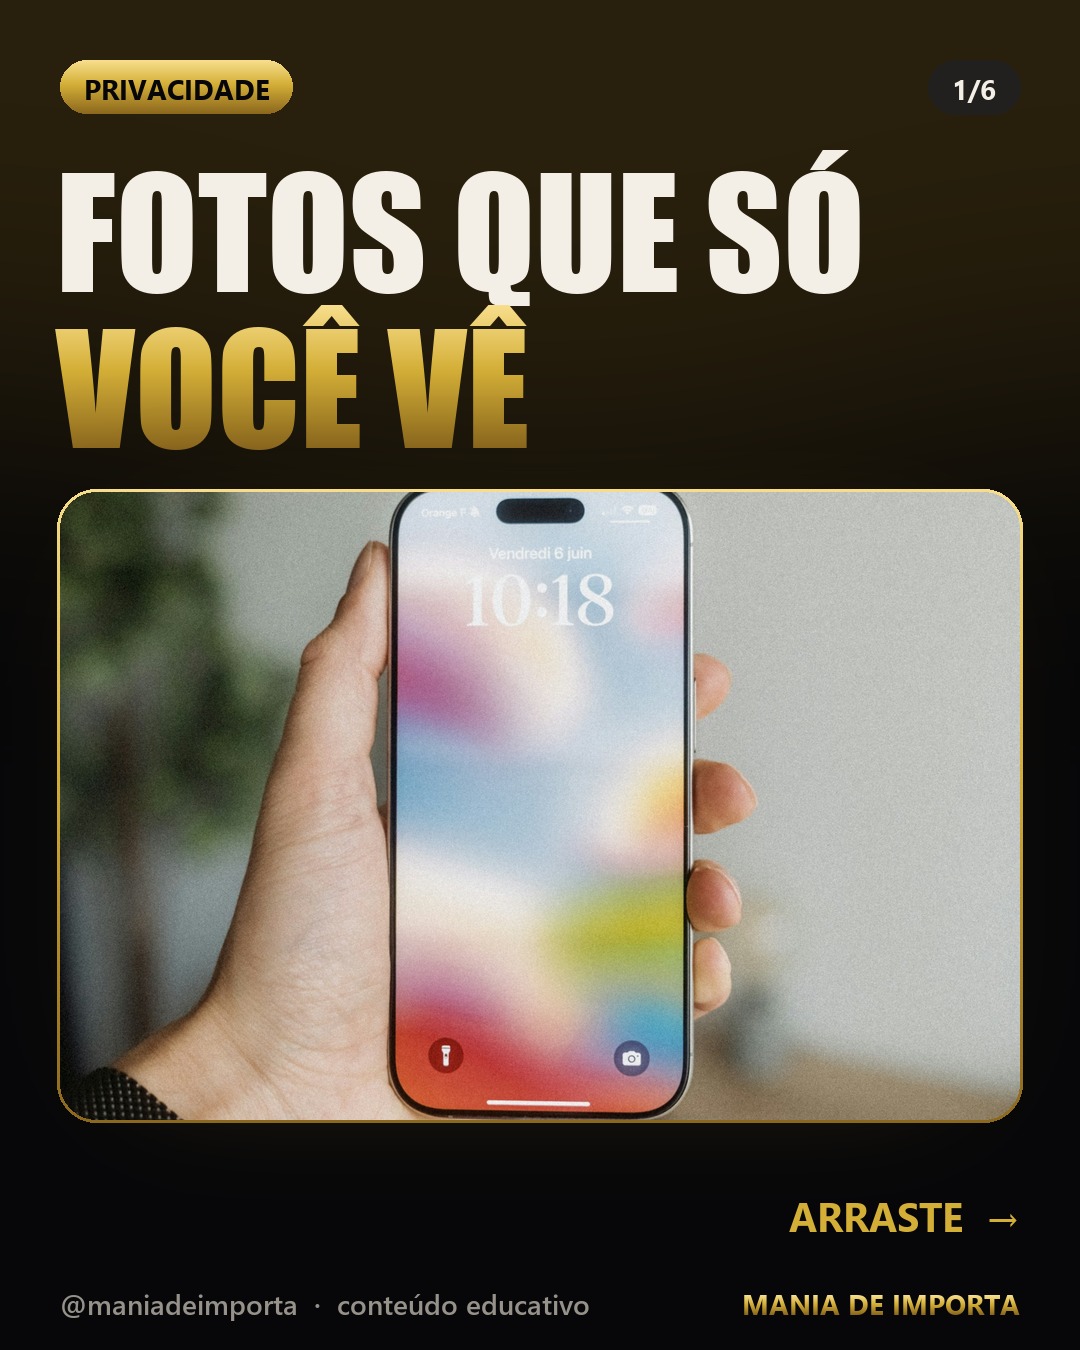 PRIVACIDADE
1/6
FOTOS QUE SÓ
VOCÊ VÊ
Orange F
Vendredi 6 juin
10:18
ARRASTE →
@maniadeimporta · conteúdo educativo
MANIA DE IMPORTA